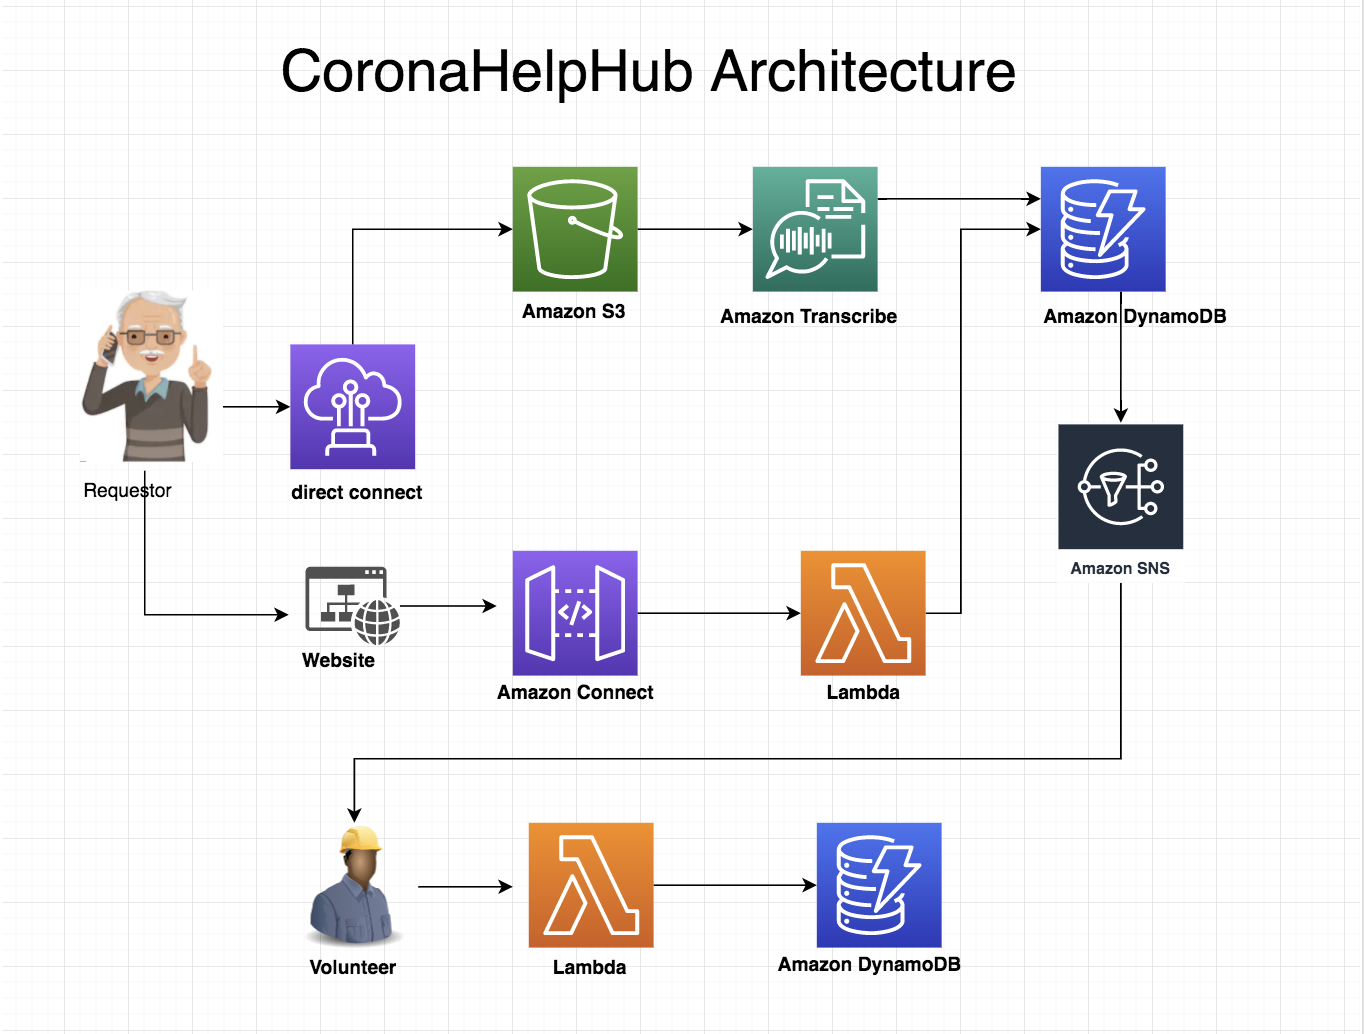 CoronaHelpHub Architecture
Amazon S3
Amazon Transcribe
Amazon DynamoDB
Requestor
direct connect
Amazon SNS
Website
</>
Amazon Connect
Lambda
Volunteer
Lambda
Amazon DynamoDB